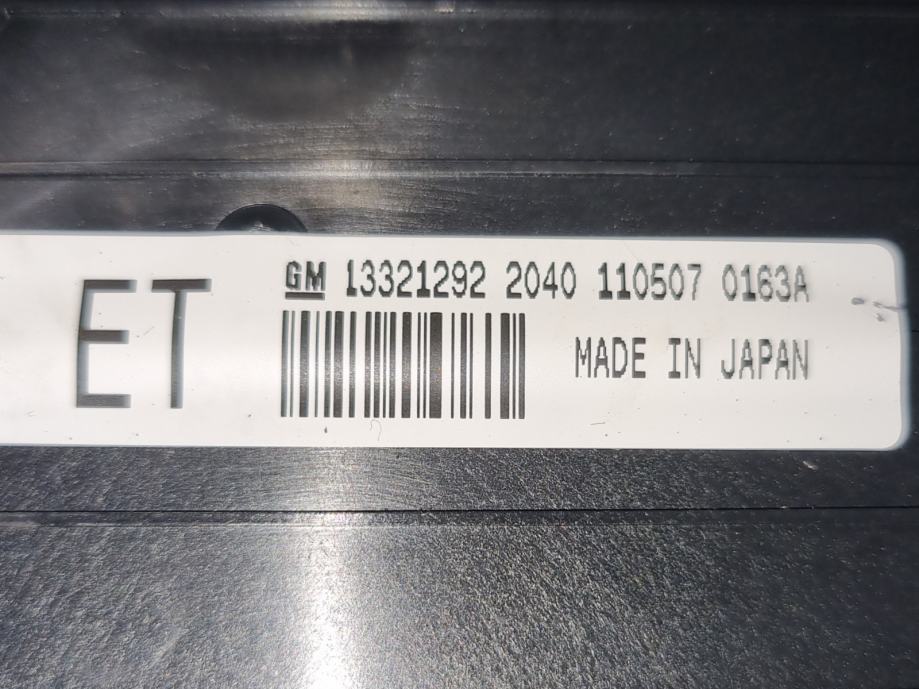 ET
GM 13321292 2040 110507 0163A
MADE IN JAPAN